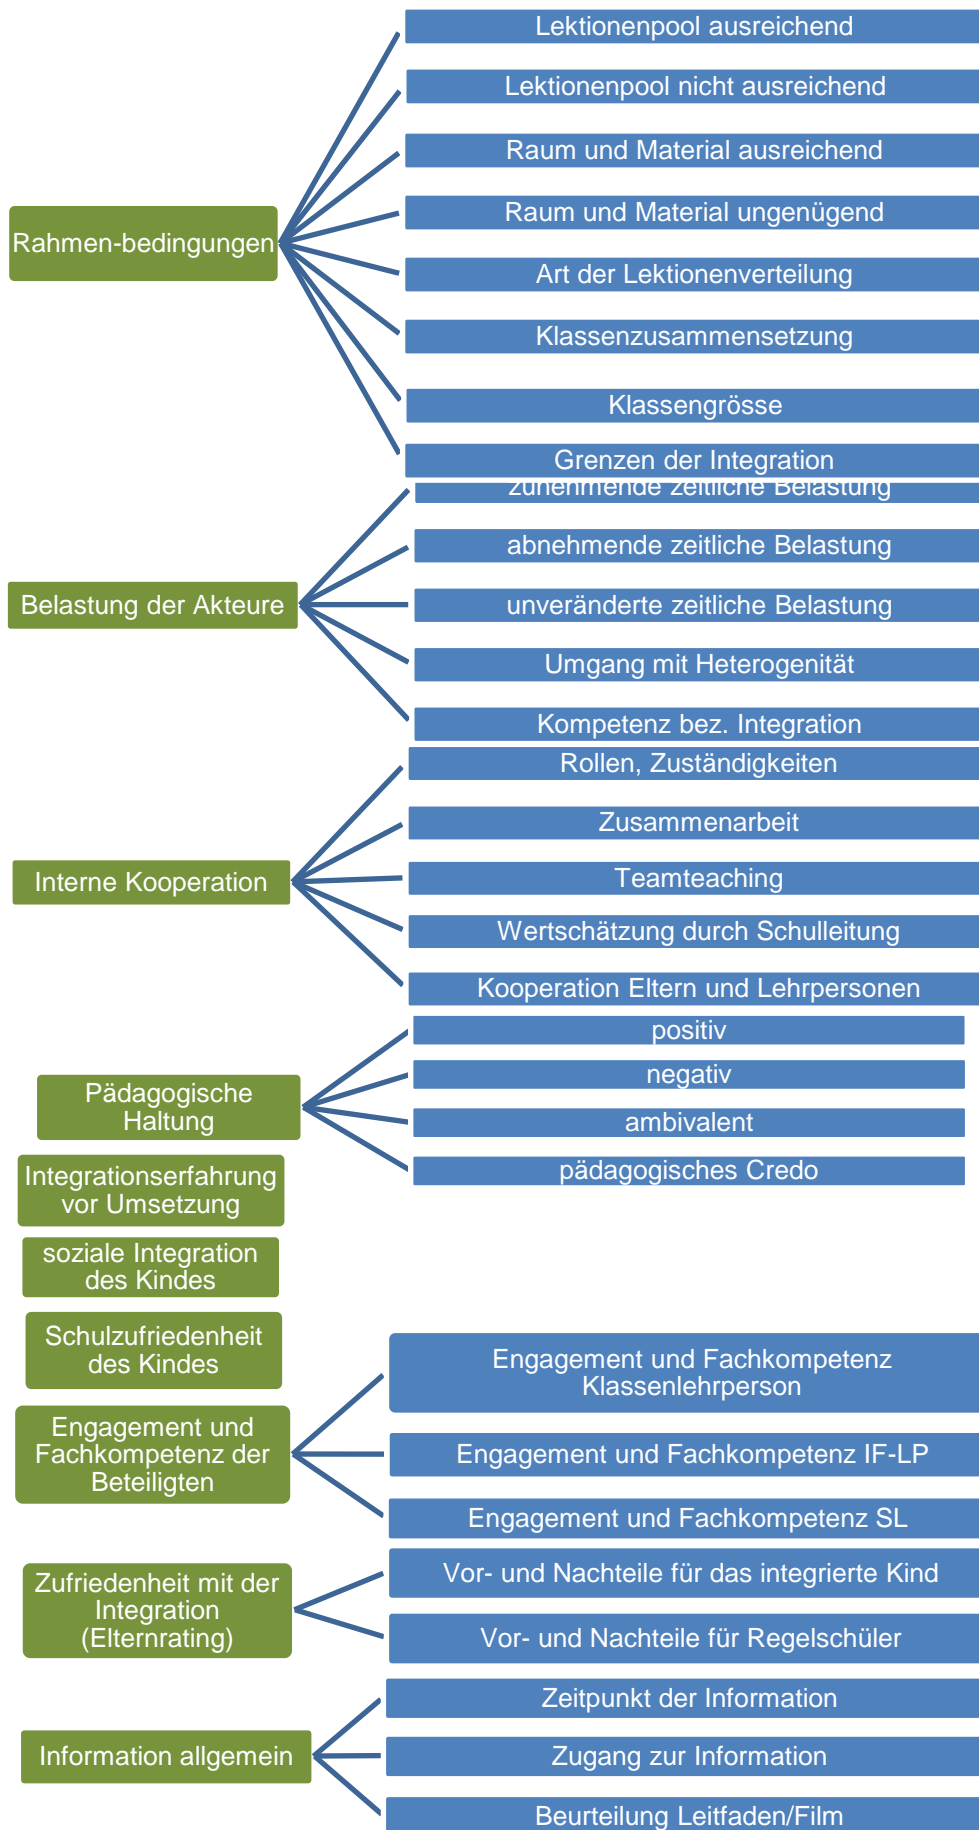 Rahmen-bedingungen
Lektionenpool ausreichend
Lektionenpool nicht ausreichend
Raum und Material ausreichend
Raum und Material ungenügend
Art der Lektionenverteilung
Klassenzusammensetzung
Klassengrösse
Grenzen der Integration
Belastung der Akteure
zunehmende zeitliche Belastung
abnehmende zeitliche Belastung
unveränderte zeitliche Belastung
Umgang mit Heterogenität
Kompetenz bez. Integration
Interne Kooperation
Rollen, Zuständigkeiten
Zusammenarbeit
Teamteaching
Wertschätzung durch Schulleitung
Kooperation Eltern und Lehrpersonen
Pädagogische
Haltung
positiv
negativ
ambivalent
pädagogisches Credo
Integrationserfahrung
vor Umsetzung
soziale Integration
des Kindes
Schulzufriedenheit
des Kindes
Engagement und
Fachkompetenz der
Beteiligten
Engagement und Fachkompetenz
Klassenlehrperson
Engagement und Fachkompetenz IF-LP
Engagement und Fachkompetenz SL
Zufriedenheit mit der
Integration
(Elternrating)
Vor- und Nachteile für das integrierte Kind
Vor- und Nachteile für Regelschüler
Information allgemein
Zeitpunkt der Information
Zugang zur Information
Beurteilung Leitfaden/Film